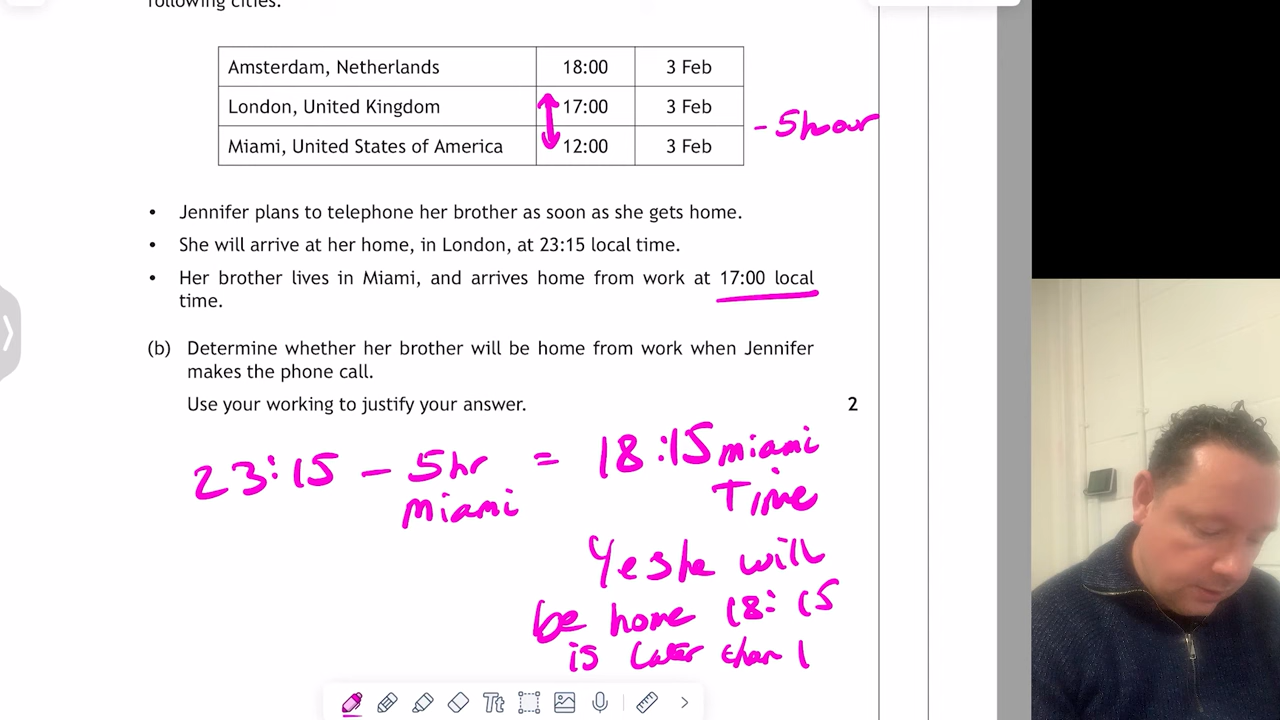 following cities.
Amsterdam, Netherlands 18:00 3 Feb
London, United Kingdom 17:00 3 Feb
Miami, United States of America 12:00 3 Feb
- 5hour
• Jennifer plans to telephone her brother as soon as she gets home.
• She will arrive at her home, in London, at 23:15 local time.
• Her brother lives in Miami, and arrives home from work at 17:00 local
time.
(b) Determine whether her brother will be home from work when Jennifer
makes the phone call.
Use your working to justify your answer. 2
23:15 - 5hr = 18:15 miami
Miami Time
Yes he will
be home 18:15
is later than 1
Tt